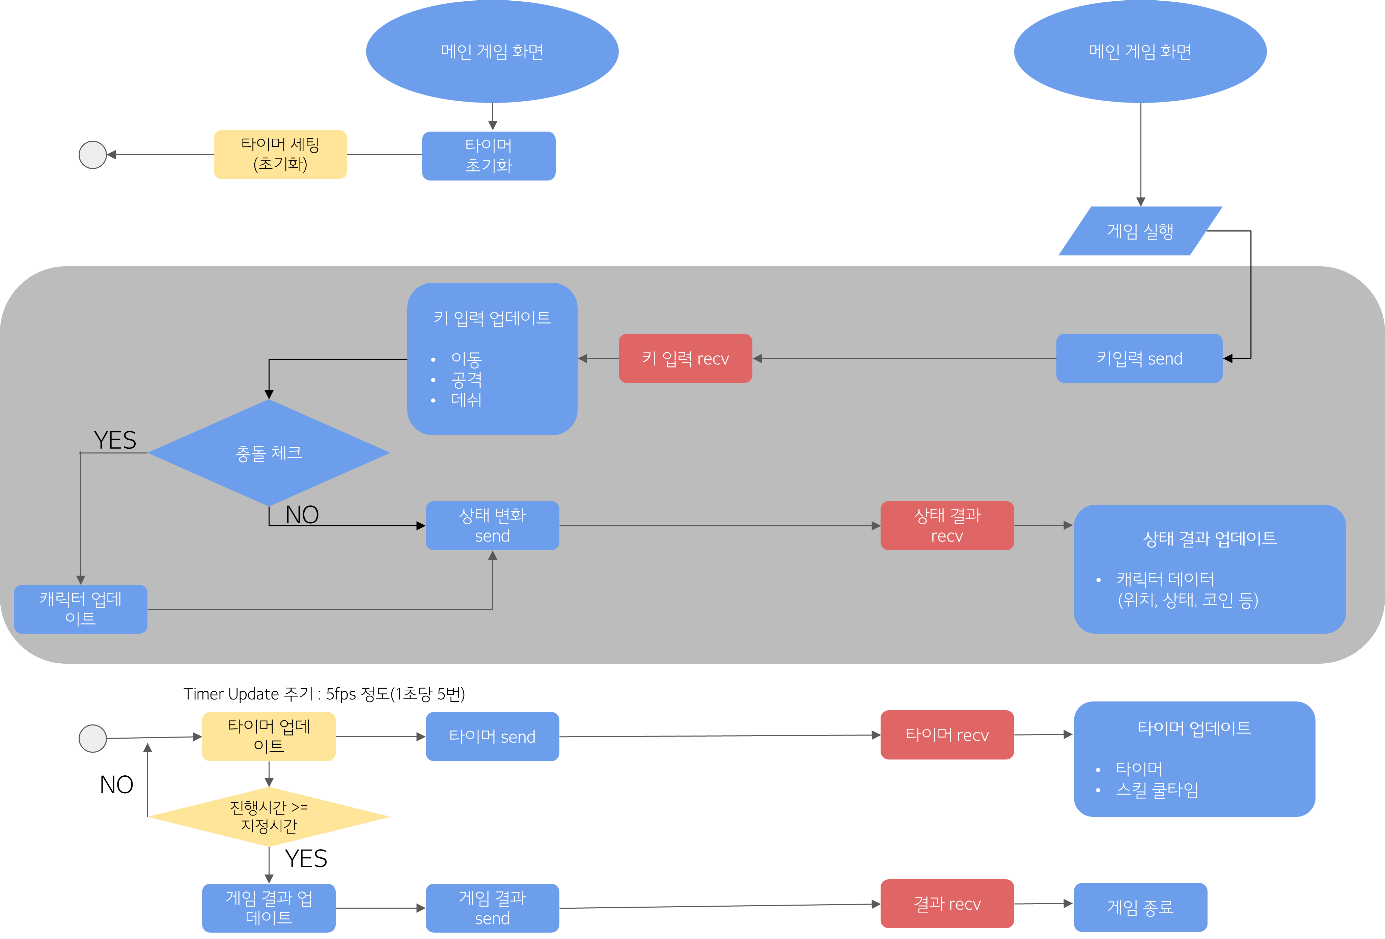 메인 게임 화면
메인 게임 화면
타이머 세팅
(초기화)
타이머
초기화
게임 실행
키 입력 업데이트
• 이동
• 공격
• 데쉬
키 입력 recv
키입력 send
충돌 체크
YES
NO
상태 변화
send
상태 결과
recv
상태 결과 업데이트
• 캐릭터 데이터
(위치, 상태, 코인 등)
캐릭터 업데
이트
Timer Update 주기 : 5fps 정도(1초당 5번)
타이머 업데
이트
타이머 send
타이머 recv
타이머 업데이트
• 타이머
• 스킬 쿨타임
NO
진행시간 >=
지정시간
YES
게임 결과 업
데이트
게임 결과
send
결과 recv
게임 종료